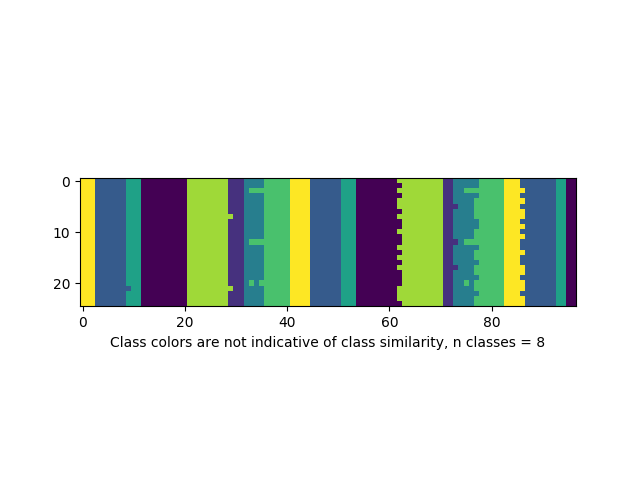 0
10
20
0 20 40 60 80
Class colors are not indicative of class similarity, n classes = 8